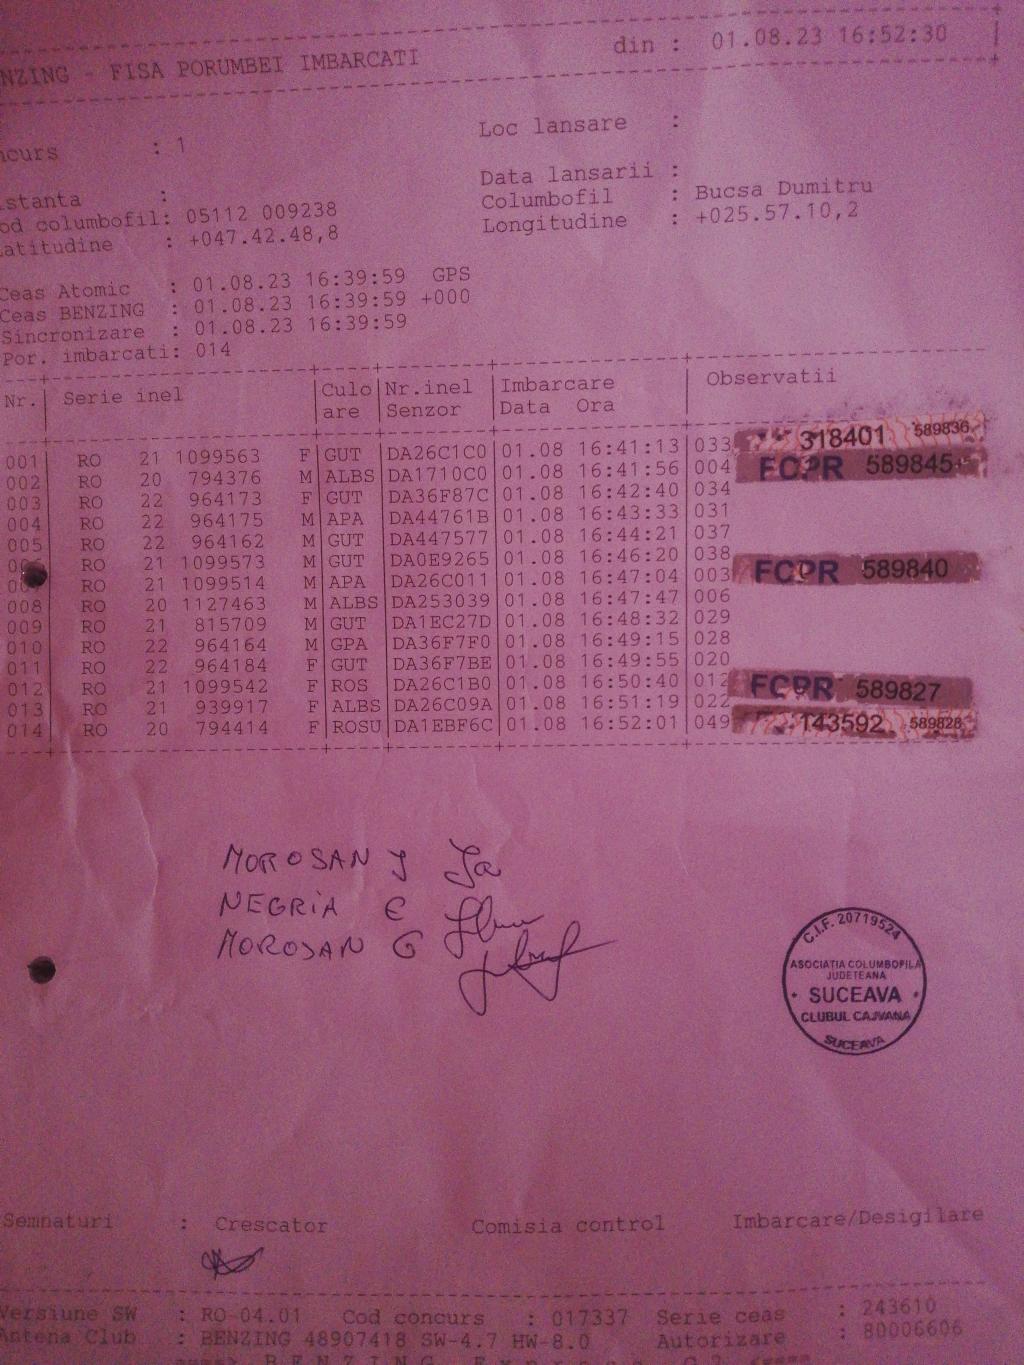 NZING - FISA PORUMBEI IMBARCATI din : 01.08.23 16:52:30
ncurs : 1 Loc lansare :
istanta : Data lansarii :
od columbofil: 05112 009238 Columbofil : Bucsa Dumitru
Latitudine : +047.42.48,8 Longitudine : +025.57.10,2
Ceas Atomic : 01.08.23 16:39:59 GPS
Ceas BENZING : 01.08.23 16:39:59 +000
Sincronizare : 01.08.23 16:39:59
Por. imbarcati: 014
Nr. Serie inel Culo Nr.inel Imbarcare Observatii
are Senzor Data Ora
001 RO 21 1099563 F GUT DA26C1C0 01.08 16:41:13 033 318401 589836
002 RO 20 794376 M ALBS DA1710C0 01.08 16:41:56 004 FCPR 589845
003 RO 22 964173 F GUT DA36F87C 01.08 16:42:40 034
004 RO 22 964175 M APA DA44761B 01.08 16:43:33 031
005 RO 22 964162 M GUT DA447577 01.08 16:44:21 037
RO 21 1099573 M GUT DA0E9265 01.08 16:46:20 038
RO 21 1099514 M APA DA26C011 01.08 16:47:04 003 FCPR 589840
008 RO 20 1127463 M ALBS DA253039 01.08 16:47:47 006
009 RO 21 815709 M GUT DA1EC27D 01.08 16:48:32 029
010 RO 22 964164 M GPA DA36F7F0 01.08 16:49:15 028
011 RO 22 964184 F GUT DA36F7BE 01.08 16:49:55 020
012 RO 21 1099542 F ROS DA26C1B0 01.08 16:50:40 012 FCPR 589827
013 RO 21 939917 F ALBS DA26C09A 01.08 16:51:19 022
014 RO 20 794414 F ROSU DA1EBF6C 01.08 16:52:01 049 143592 589828
MOROSAN I
NEGRIA E
MOROSAN G
C.I.F. 20719524
ASOCIATIA COLUMBOFILA
JUDETEANA
SUCEAVA
CLUBUL CAJVANA
SUCEAVA
Semnaturi : Crescator Comisia control Imbarcare/Desigilare
Versiune SW : RO-04.01 Cod concurs : 017337 Serie ceas : 243610
Antena Club : BENZING 48907418 SW-4.7 HW-8.0 Autorizare : 80006606